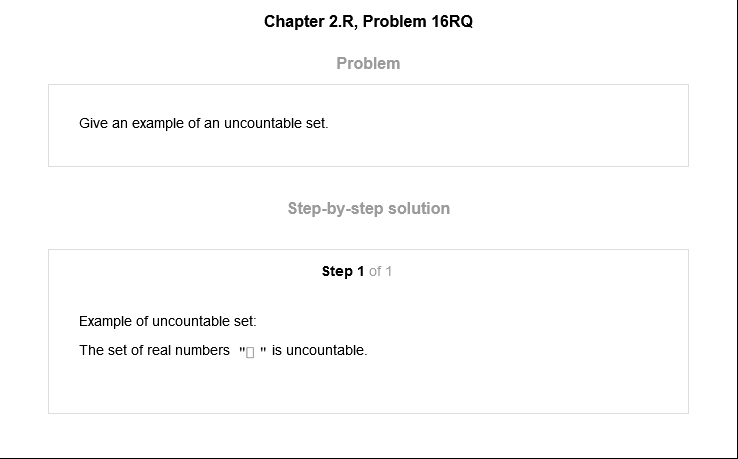 Chapter 2.R, Problem 16RQ
Problem
Give an example of an uncountable set.
Step-by-step solution
Step 1 of 1
Example of uncountable set:
The set of real numbers "□ " is uncountable.